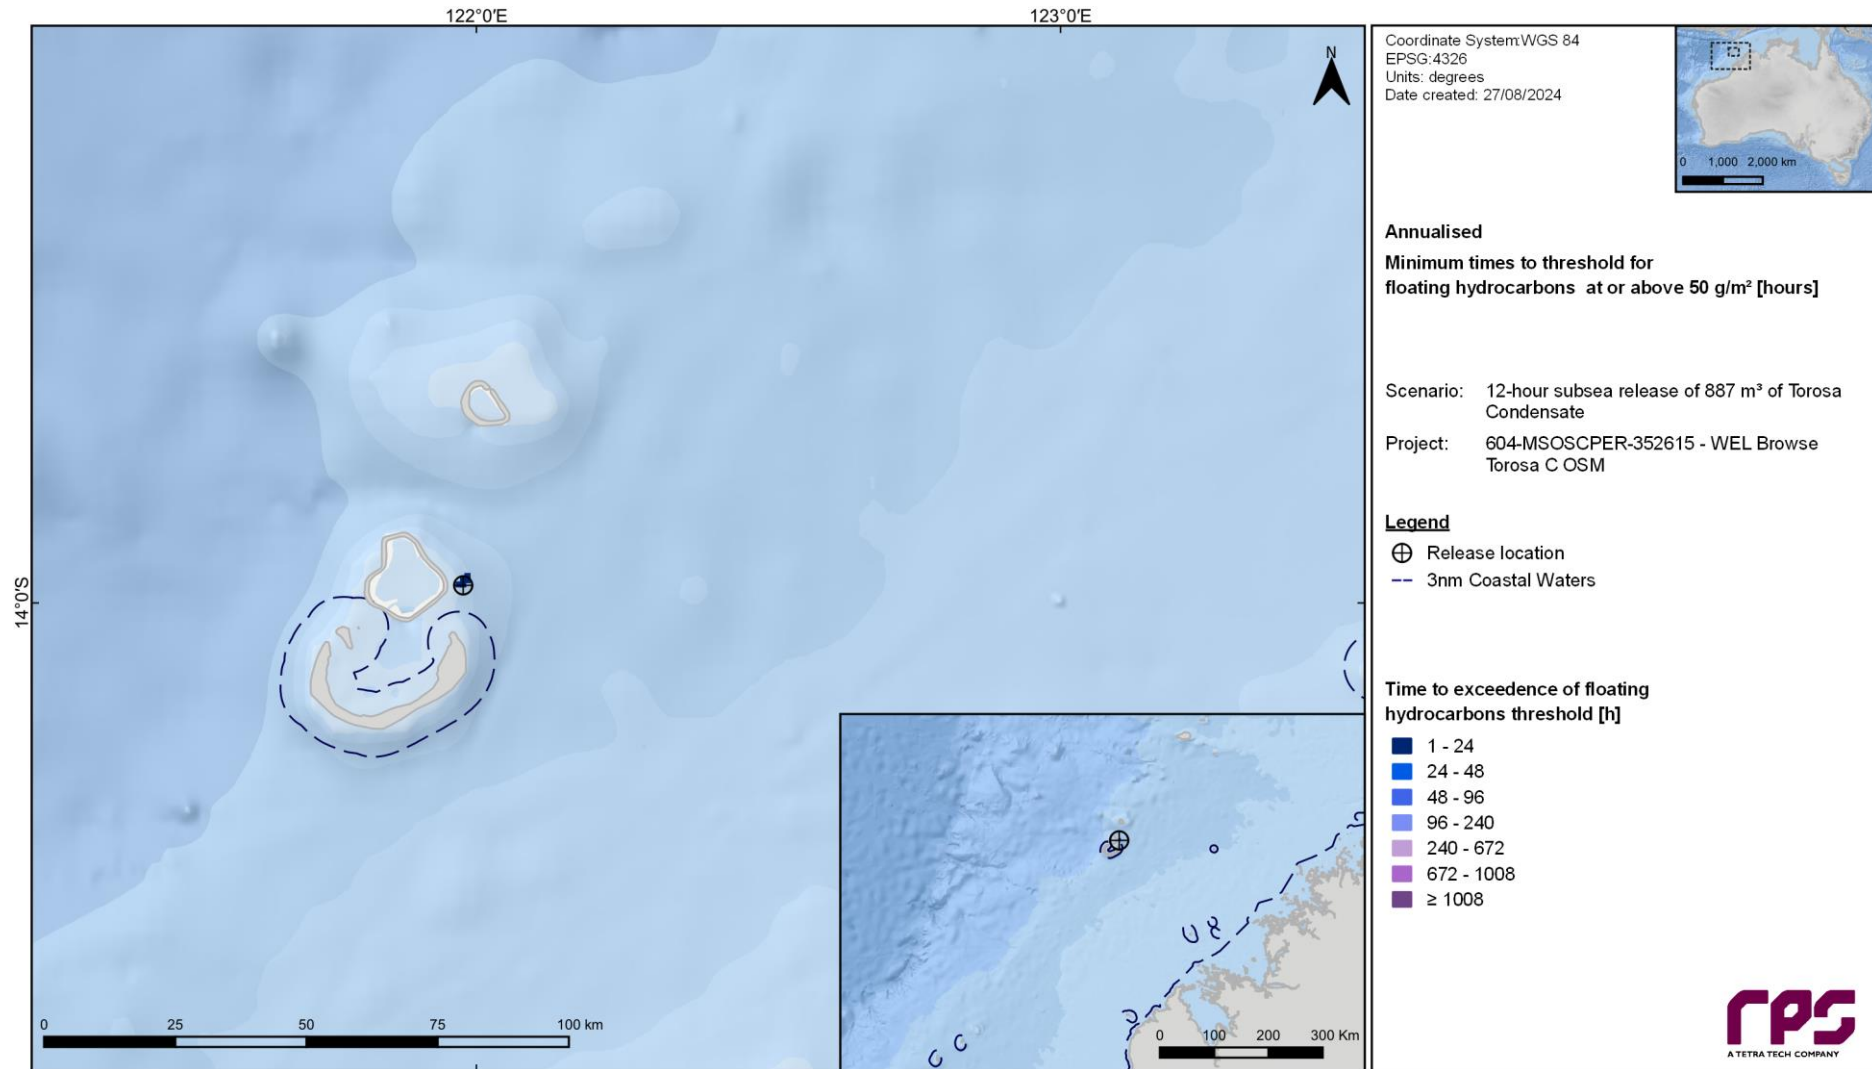 122°0'E
123°0'E
14°0'S
N
0 25 50 75 100 km
0 100 200 300 Km
Coordinate System:WGS 84
EPSG:4326
Units: degrees
Date created: 27/08/2024
0 1,000 2,000 km
Annualised
Minimum times to threshold for
floating hydrocarbons at or above 50 g/m² [hours]
Scenario: 12-hour subsea release of 887 m³ of Torosa
Condensate
Project: 604-MSOSCPER-352615 - WEL Browse
Torosa C OSM
Legend
Release location
3nm Coastal Waters
Time to exceedence of floating
hydrocarbons threshold [h]
1 - 24
24 - 48
48 - 96
96 - 240
240 - 672
672 - 1008
≥ 1008
rps
A TETRA TECH COMPANY